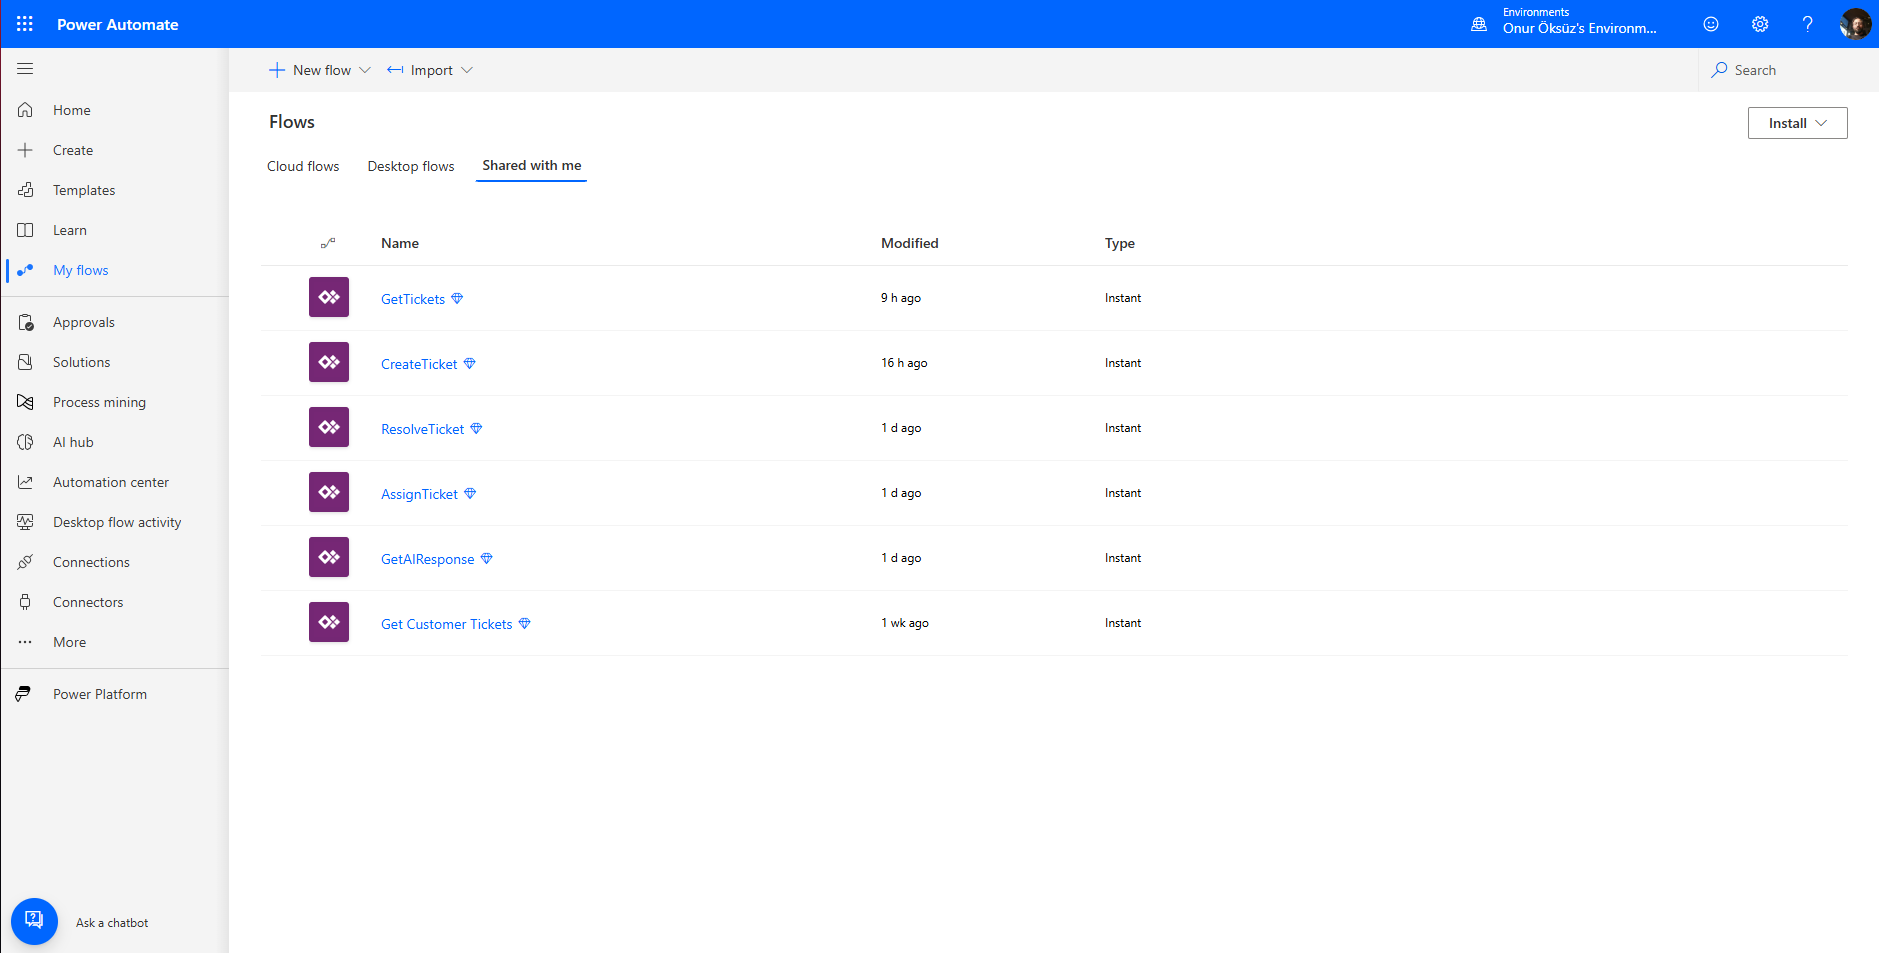 Power Automate
Environments
Onur Öksüz's Environm...
New flow
Import
Search
Home
Create
Templates
Learn
My flows
Approvals
Solutions
Process mining
AI hub
Automation center
Desktop flow activity
Connections
Connectors
More
Power Platform
Ask a chatbot
Flows
Install
Cloud flows Desktop flows Shared with me
Name Modified Type
GetTickets 9 h ago Instant
CreateTicket 16 h ago Instant
ResolveTicket 1 d ago Instant
AssignTicket 1 d ago Instant
GetAIResponse 1 d ago Instant
Get Customer Tickets 1 wk ago Instant